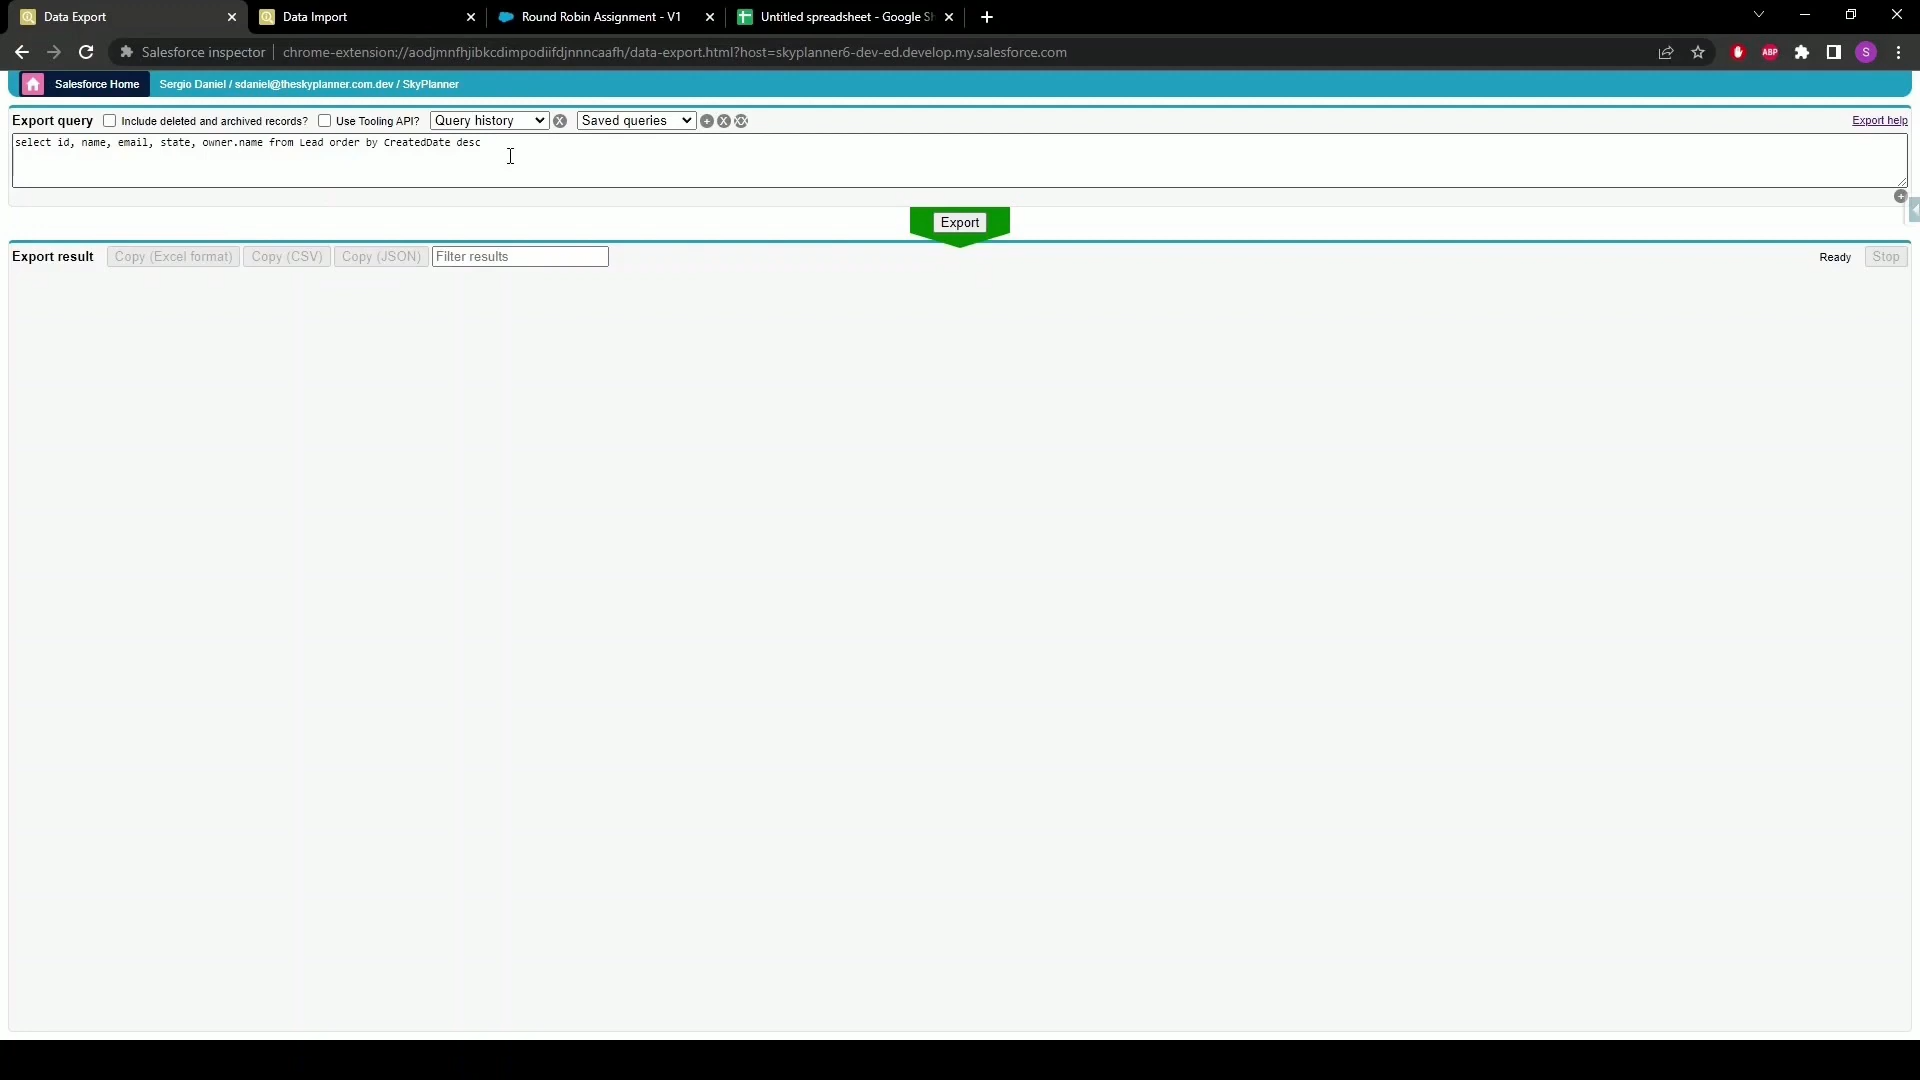 Data Export
Data Import
Round Robin Assignment - V1
Untitled spreadsheet - Google Sh
Salesforce inspector
chrome-extension://aodjmnfhjibkcdimpodiifdjnnncaafh/data-export.html?host=skyplanner6-dev-ed.develop.my.salesforce.com
ABP
S
Salesforce Home
Sergio Daniel / sdaniel@theskyplanner.com.dev / SkyPlanner
Export query
Include deleted and archived records?
Use Tooling API?
Query history
X
Saved queries
+
X
XX
Export help
select id, name, email, state, owner.name from Lead order by CreatedDate desc
+
Export
Export result
Copy (Excel format)
Copy (CSV)
Copy (JSON)
Filter results
Ready
Stop